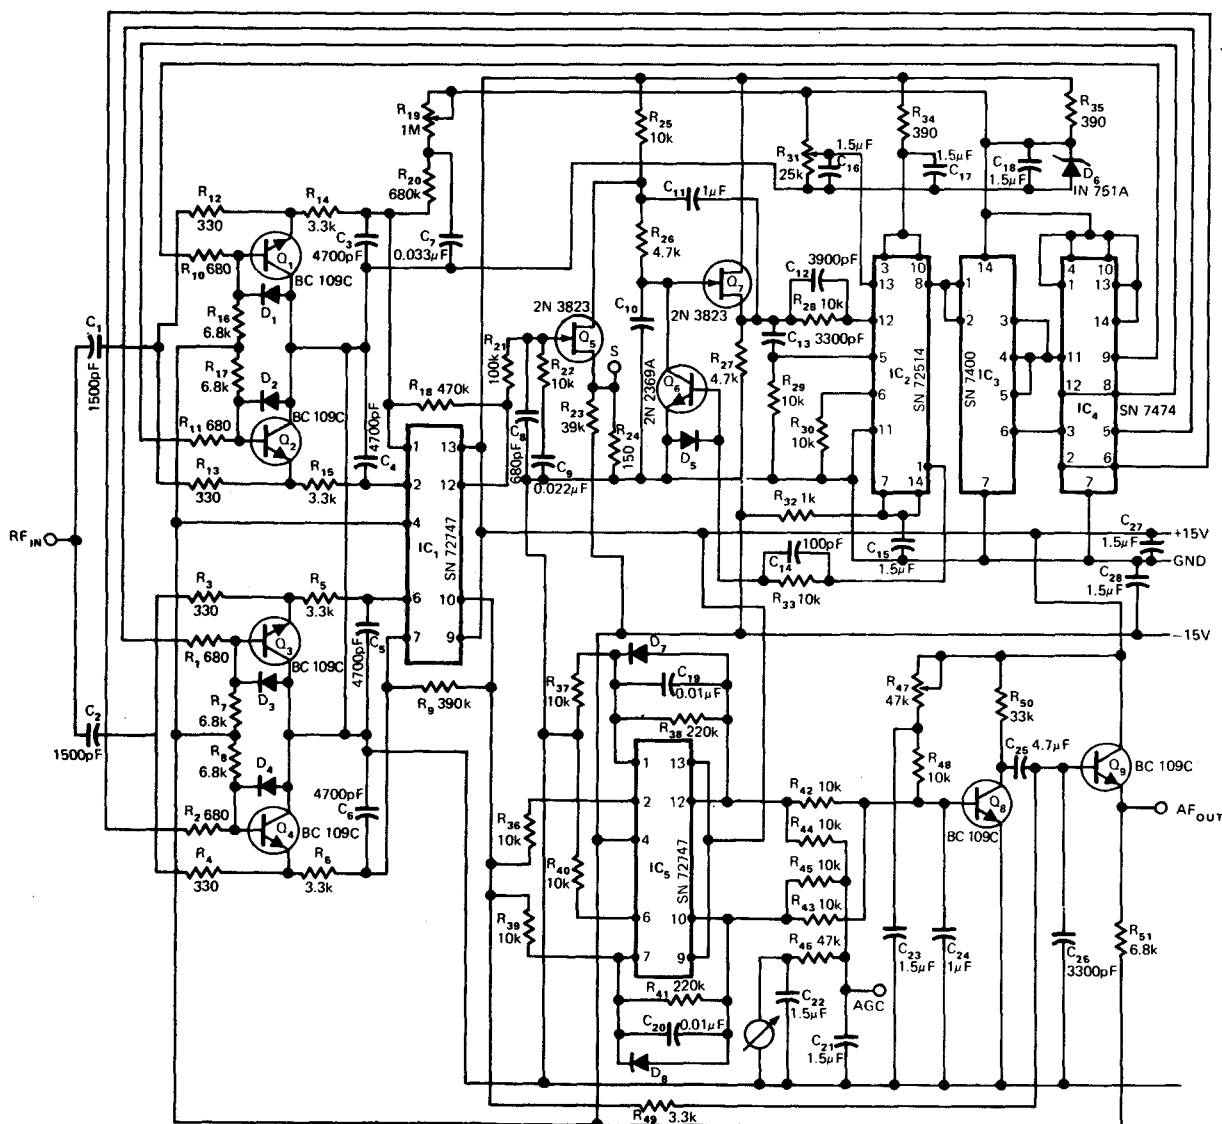 R19
1M
R20
680k
C7
0.033μF
R12
330
R14
3.3k
C3
4700pF
R10 680
Q1
BC 109C
D1
R16
6.8k
R17
6.8k
D2
BC 109C
R11 680
Q2
C4
4700pF
R13
330
R15
3.3k
C1
1500pF
R18 470k
R21
100k
R25
10k
C11 1μF
R26
4.7k
C10
2N 3823
Q5
R22
10k
R23
39k
S
R24
150
C8
680pF
C9
0.022μF
Q7
2N 3823
2N 2369A
Q6
D5
R27
4.7k
3900pF
C12
R28 10k
3300pF
C13
R29
10k
R30
10k
R31
25k
1.5μF
C16
R34
390
1.5μF
C17
C18
1.5μF
R35
390
D6
IN 751A
3
10
13
8
12
5
6
11
1
7
14
IC2
SN 72514
14
1
2
3
4
5
6
7
IC3
SN 7400
4
10
1
13
14
11
9
12
8
3
5
2
6
7
IC4
SN 7474
1
13
2
12
4
6
10
7
9
IC1
SN 72747
RF IN
R32 1k
C15
1.5μF
100pF
C14
R33 10k
C27
1.5μF
+15V
GND
C28
1.5μF
-15V
R3
330
R5
3.3k
R1 680
Q3
BC 109C
D3
C5
4700pF
R7
6.8k
R8
6.8k
D4
R9 390k
C2
1500pF
R2 680
Q4
BC 109C
4700pF
C6
R4
330
R6
3.3k
R37
10k
D7
C19
0.01μF
R38
220k
1
13
2
12
4
6
10
7
9
IC5
SN 72747
R36
10k
R40
10k
R39
10k
R41
220k
C20
0.01μF
D8
R42 10k
R44 10k
R45 10k
R43 10k
R46 47k
C22
1.5μF
AGC
C21
1.5μF
R47
47k
R48
10k
R50
33k
C25 4.7μF
Q8
BC 109C
Q9
BC 109C
AF OUT
C23
1.5μF
C24
1μF
C26
3300pF
R51
6.8k
R49 3.3k